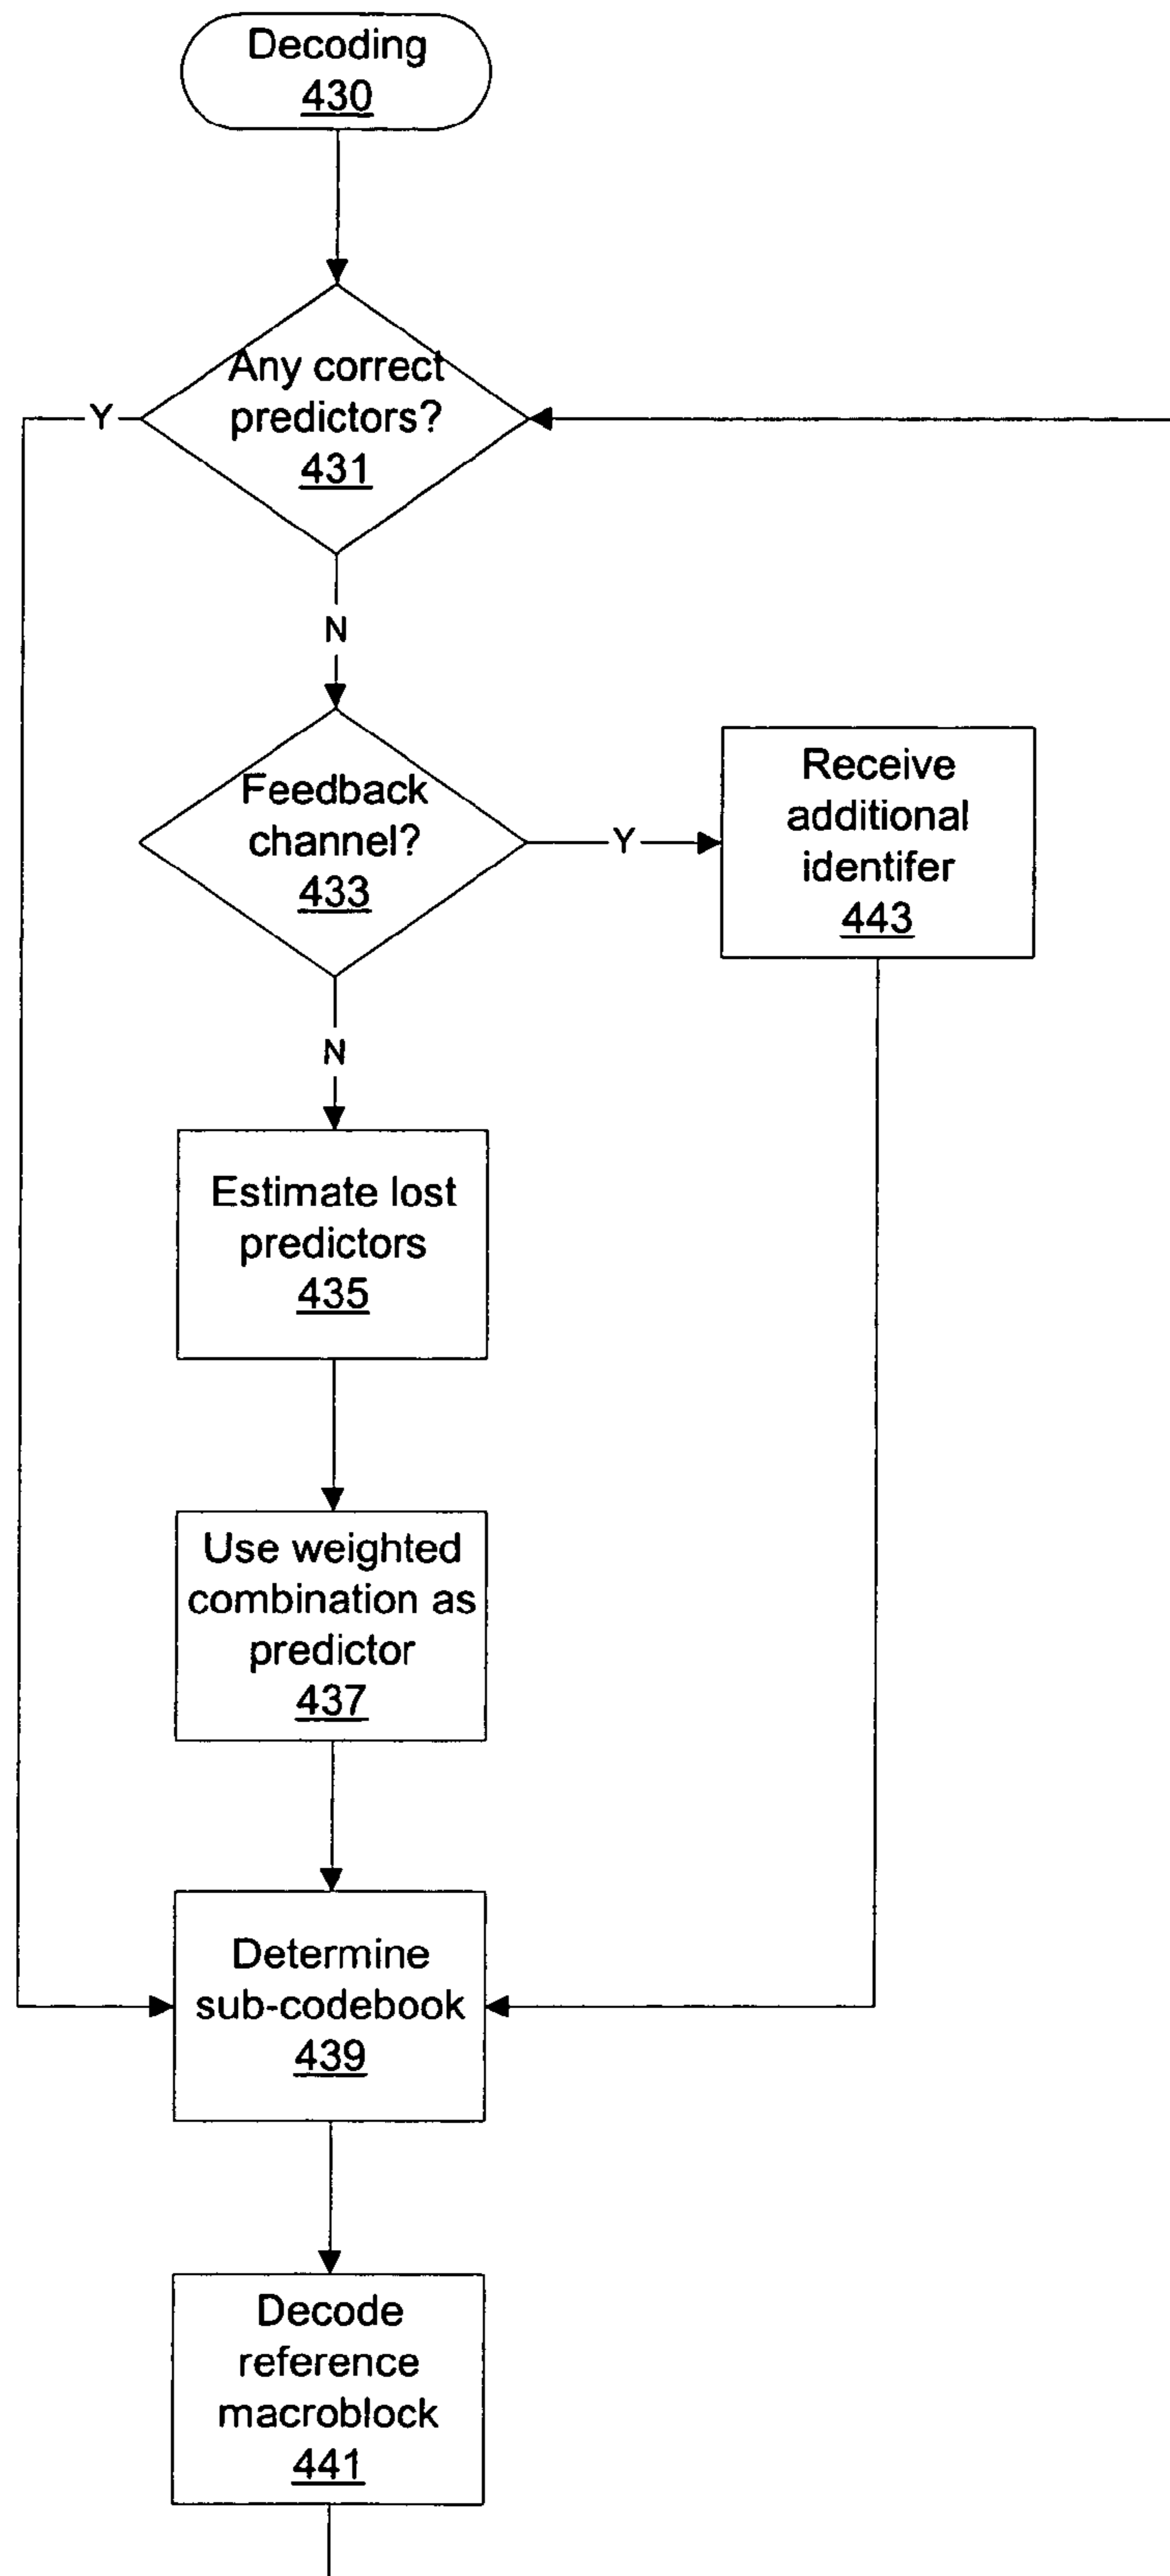 Decoding
430
Any correct
predictors?
431
Y
N
Feedback
channel?
433
Y
Receive
additional
identifer
443
N
Estimate lost
predictors
435
Use weighted
combination as
predictor
437
Determine
sub-codebook
439
Decode
reference
macroblock
441